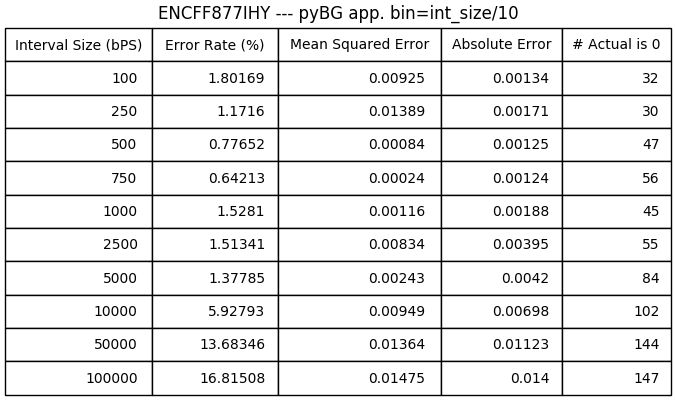 ENCFF877IHY --- pyBG app. bin=int_size/10
Interval Size (bPS) Error Rate (%) Mean Squared Error Absolute Error # Actual is 0
100 1.80169 0.00925 0.00134 32
250 1.1716 0.01389 0.00171 30
500 0.77652 0.00084 0.00125 47
750 0.64213 0.00024 0.00124 56
1000 1.5281 0.00116 0.00188 45
2500 1.51341 0.00834 0.00395 55
5000 1.37785 0.00243 0.0042 84
10000 5.92793 0.00949 0.00698 102
50000 13.68346 0.01364 0.01123 144
100000 16.81508 0.01475 0.014 147